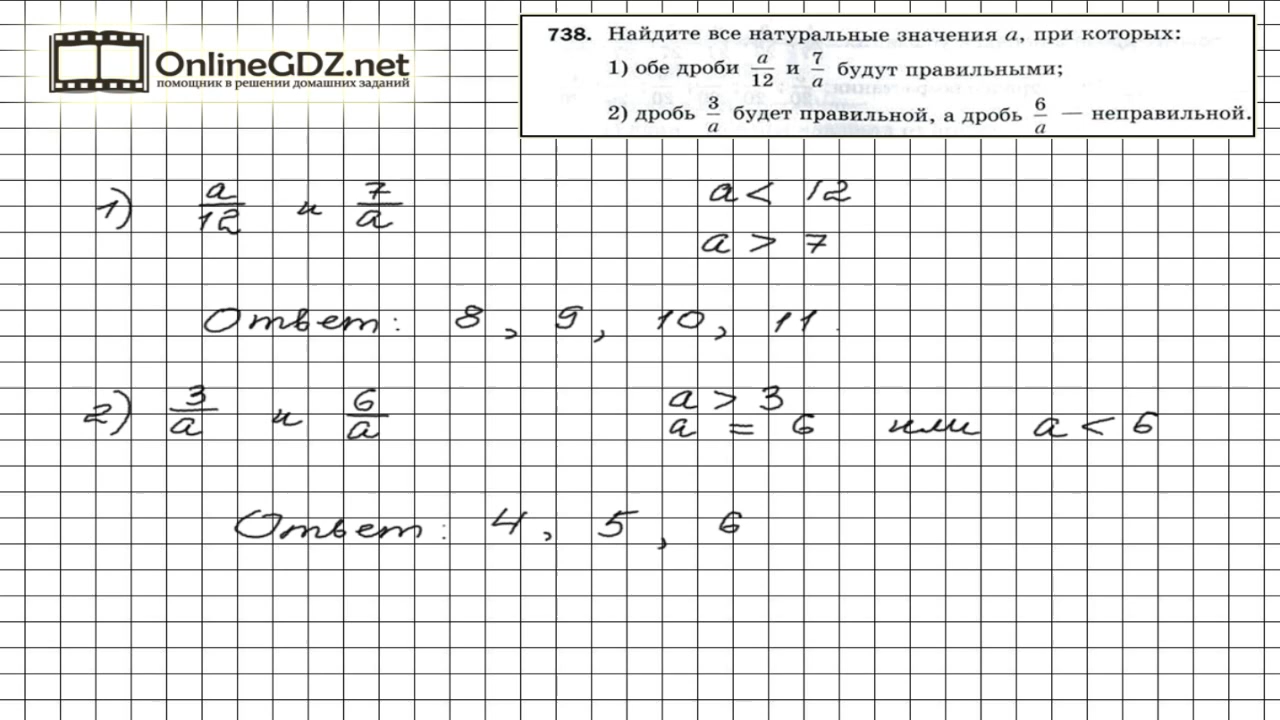 OnlineGDZ.net
помощник в решении домашних заданий
738. Найдите все натуральные значения a, при которых:
1) обе дроби a/12 и 7/a будут правильными;
2) дробь 3/a будет правильной, а дробь 6/a — неправильной.
1) a/12 и 7/a a < 12
a > 7
Ответ: 8, 9, 10, 11.
2) 3/a и 6/a a > 3
a = 6 или a < 6
Ответ: 4, 5, 6